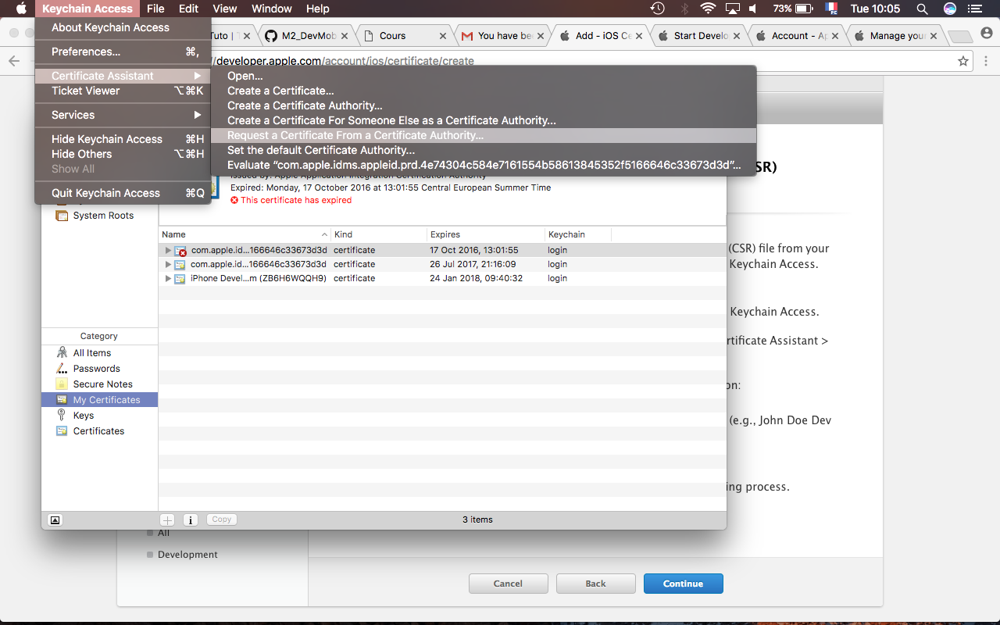 Keychain Access File Edit View Window Help 73% Tue 10:05
About Keychain Access
Preferences... ⌘,
Certificate Assistant ▶
Ticket Viewer ⌥⌘K
Services ▶
Hide Keychain Access ⌘H
Hide Others ⌥⌘H
Show All
Quit Keychain Access ⌘Q
Tuto | M2_DevMob Cours You have be Add - iOS Ce Start Develo Account - Ap Manage your
//developer.apple.com/account/ios/certificate/create
Open...
Create a Certificate...
Create a Certificate Authority...
Create a Certificate For Someone Else as a Certificate Authority...
Request a Certificate From a Certificate Authority...
Set the default Certificate Authority...
Evaluate “com.apple.idms.appleid.prd.4e74304c584e7161554b58613845352f5166646c33673d3d”...
Issued by: Apple Application Integration Certification Authority
Expired: Monday, 17 October 2016 at 13:01:55 Central European Summer Time
This certificate has expired
System Roots
Name Kind Expires Keychain
com.apple.id...166646c33673d3d certificate 17 Oct 2016, 13:01:55 login
com.apple.id...166646c33673d3d certificate 26 Jul 2017, 21:16:09 login
iPhone Devel...m (ZB6H6WQQH9) certificate 24 Jan 2018, 09:40:32 login
Category
All Items
Passwords
Secure Notes
My Certificates
Keys
Certificates
Copy
3 items
SR)
(CSR) file from your
Keychain Access.
Keychain Access.
rtificate Assistant >
on:
(e.g., John Doe Dev
ing process.
All
Development
Cancel Back Continue